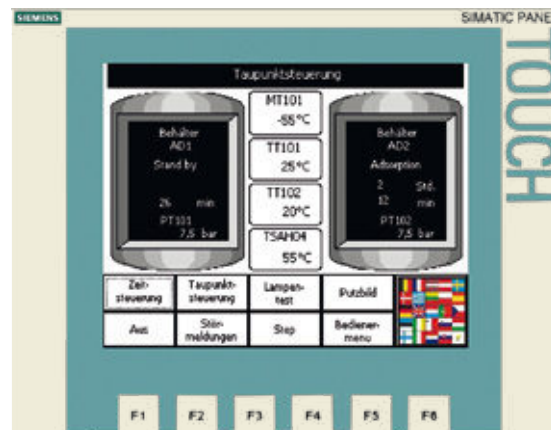 SIEMENS
SIMATIC PANE
TOUCH
Taupunktsteuerung
Behälter
AD1
Stand by
26 min
PT101
7,5 bar
MT101
-55°C
TT101
25°C
TT102
20°C
TSAH04
55°C
Behälter
AD2
Adsorption
2 Std.
12 min
PT102
7,5 bar
Zeit-
steuerung
Taupunkt-
steuerung
Lampen-
test
Putzbild
Aus
Stör-
meldungen
Stop
Bediener-
menu
F1 F2 F3 F4 F5 F6